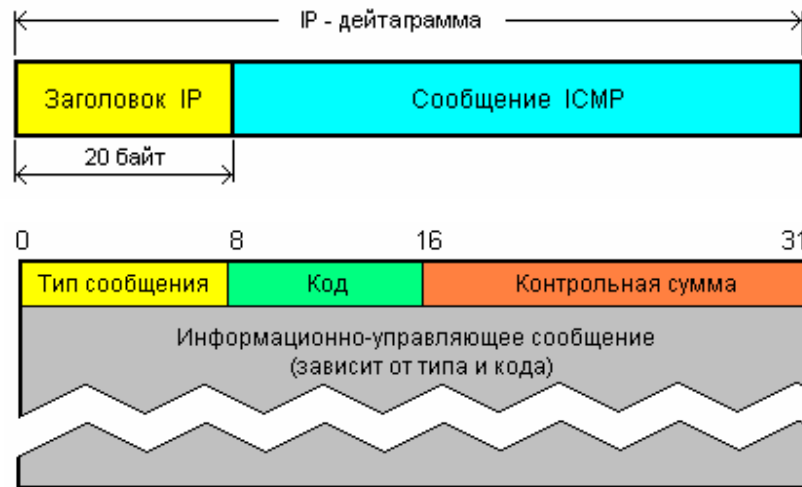 IP - дейтаграмма
Заголовок IP
Сообщение ICMP
20 байт
0 8 16 31
Тип сообщения Код Контрольная сумма
Информационно-управляющее сообщение
(зависит от типа и кода)